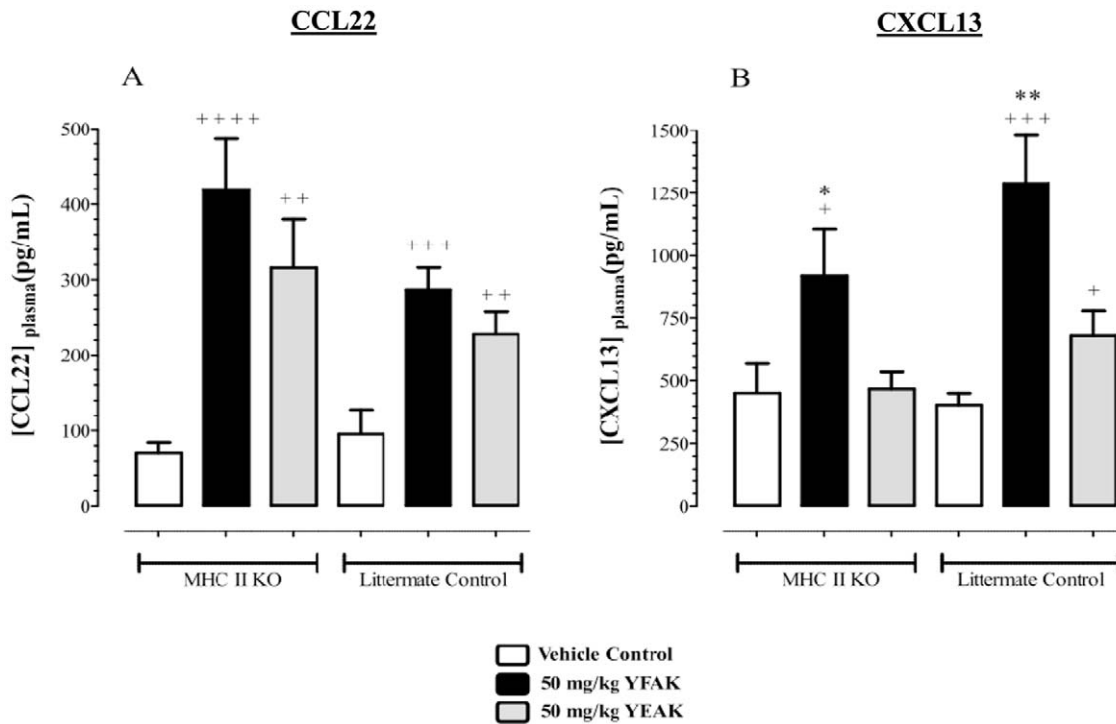 CCL22
CXCL13
A
B
++++
++
+++
++
500
400
300
200
100
0
[CCL22] plasma(pg/mL)
MHC II KO
Littermate Control
*
+
**
+++
+
1500
1250
1000
750
500
250
0
[CXCL13] plasma(pg/mL)
MHC II KO
Littermate Control
Vehicle Control
50 mg/kg YFAK
50 mg/kg YEAK